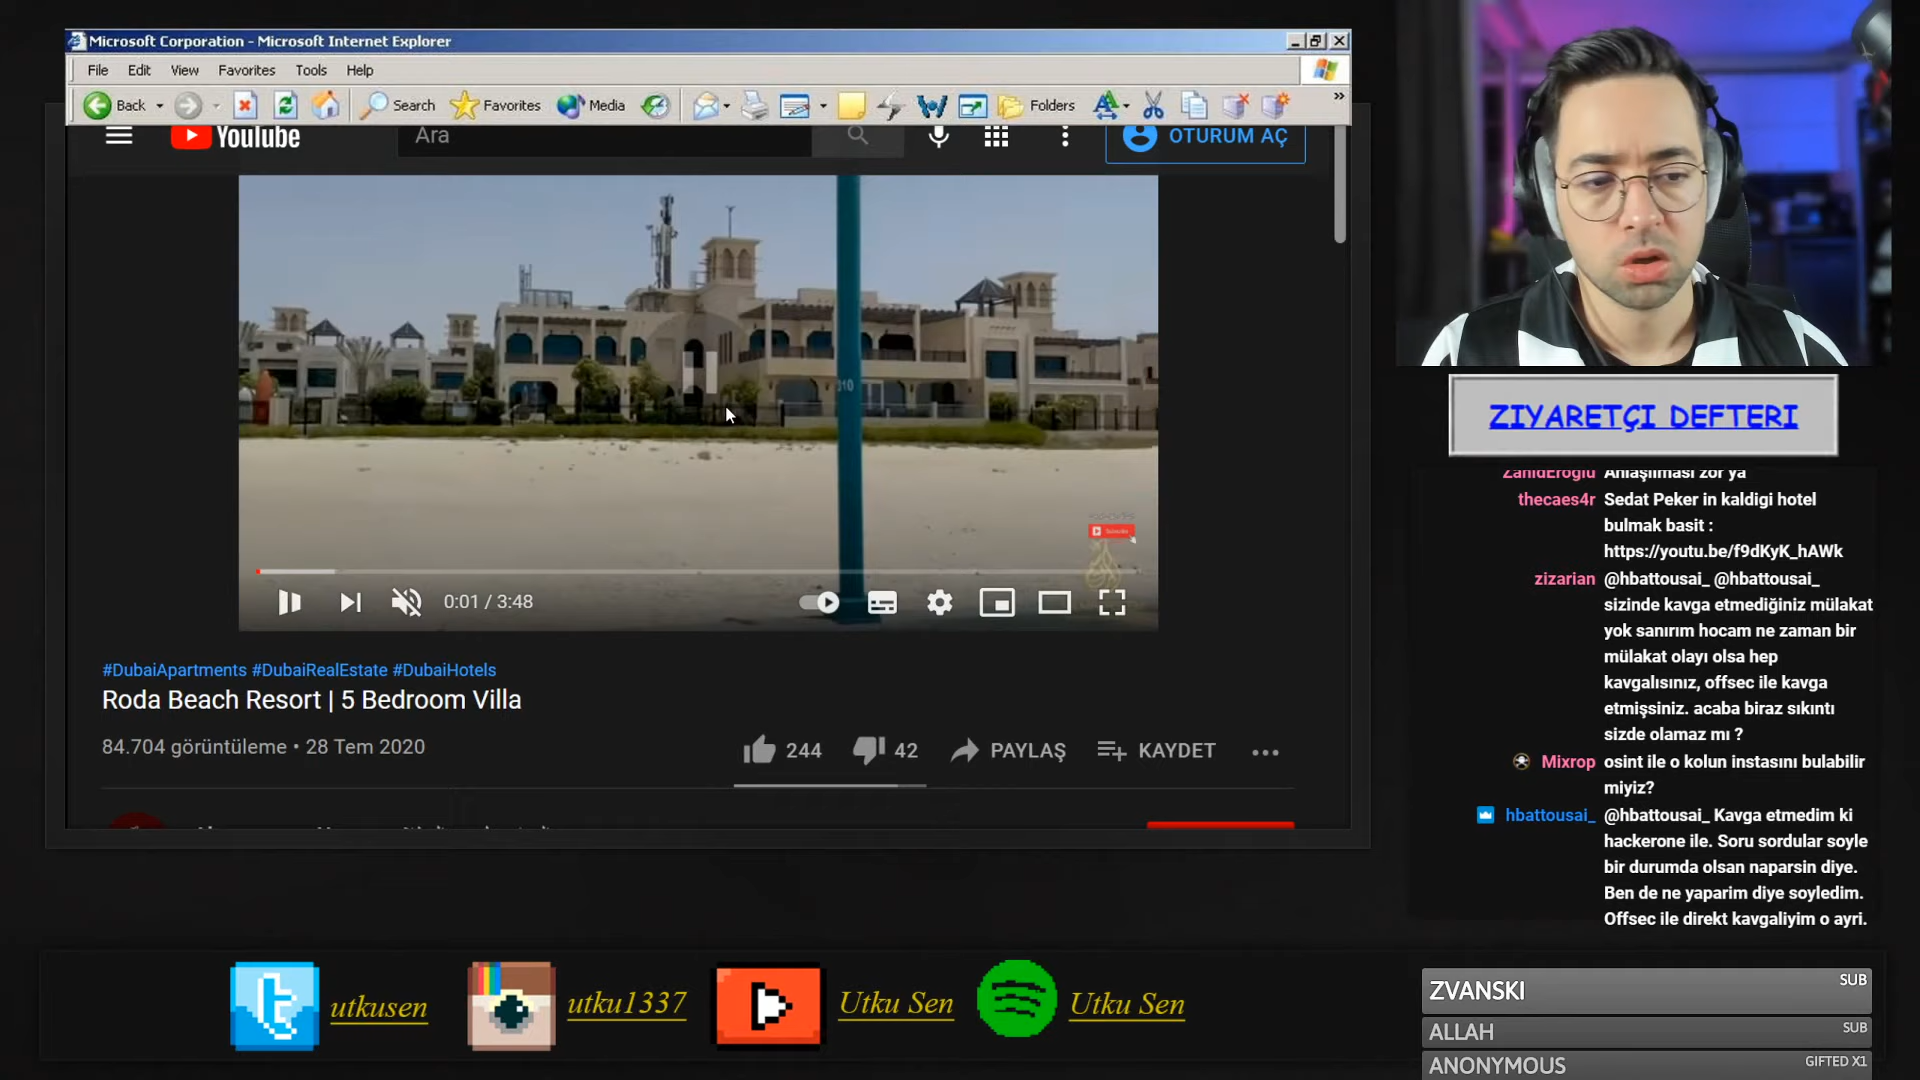 Microsoft Corporation - Microsoft Internet Explorer
File Edit View Favorites Tools Help
Back Search Favorites Media Folders
YouTube Ara OTURUM AÇ
010
0:01 / 3:48
#DubaiApartments #DubaiRealEstate #DubaiHotels
Roda Beach Resort | 5 Bedroom Villa
84.704 görüntüleme • 28 Tem 2020
244 42 PAYLAŞ KAYDET
ZIYARETÇI DEFTERI
ZahidEroglu Anlaşılması zor ya
thecaes4r Sedat Peker in kaldigi hotel
bulmak basit :
https://youtu.be/f9dKyK_hAWk
zizarian @hbattousai_ @hbattousai_
sizinde kavga etmediğiniz mülakat
yok sanırım hocam ne zaman bir
mülakat olayı olsa hep
kavgalısınız, offsec ile kavga
etmişsiniz. acaba biraz sıkıntı
sizde olamaz mı ?
Mixrop osint ile o kolun instasını bulabilir
miyiz?
hbattousai_ @hbattousai_ Kavga etmedim ki
hackerone ile. Soru sordular soyle
bir durumda olsan naparsin diye.
Ben de ne yaparim diye soyledim.
Offsec ile direkt kavgaliyim o ayri.
utkusen utku1337 Utku Sen Utku Sen
ZVANSKI SUB
ALLAH SUB
ANONYMOUS GIFTED X1